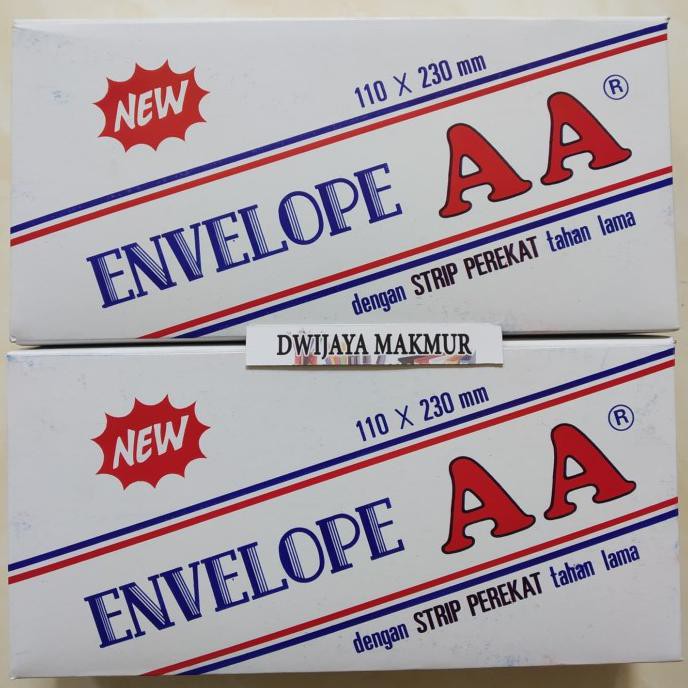 NEW
110 X 230 mm
ENVELOPE AA®
dengan STRIP PEREKAT tahan lama
DWIJAYA MAKMUR
NEW
110 X 230 mm
ENVELOPE AA®
dengan STRIP PEREKAT tahan lama